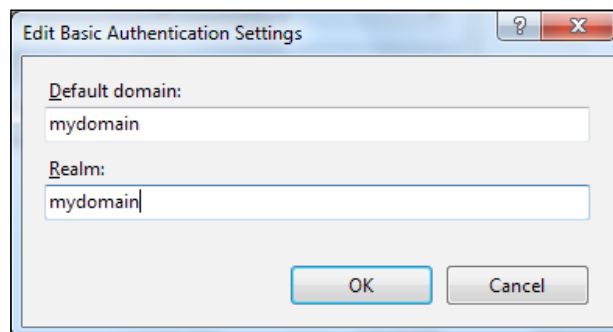 Edit Basic Authentication Settings
?
X
Default domain:
mydomain
Realm:
mydomain
OK
Cancel